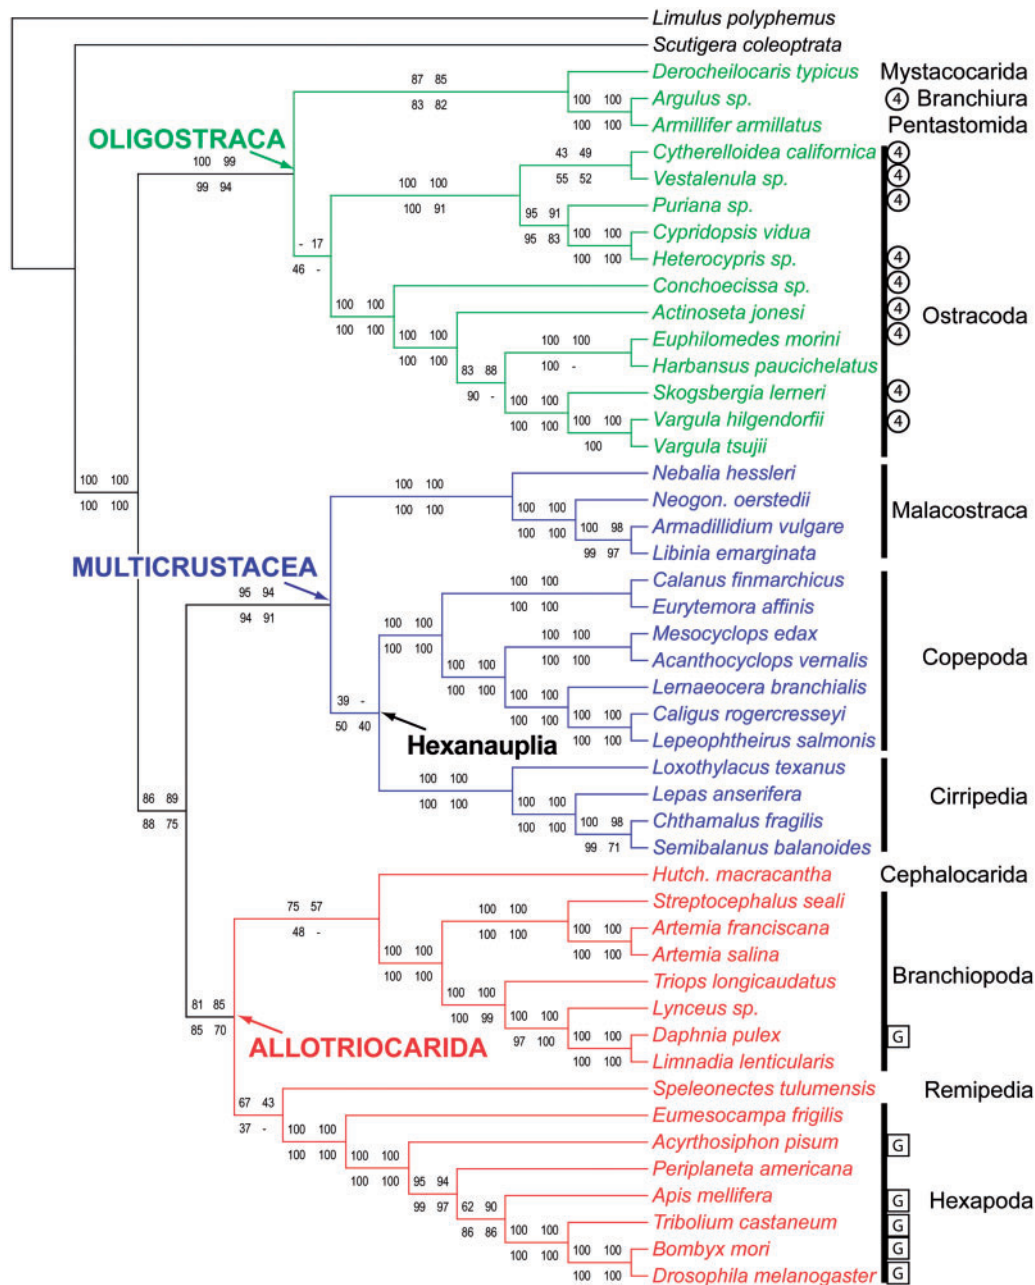 Limulus polyphemus
Scutigera coleoptrata
87 85
Derocheilocaris typicus Mystacocarida
83 82
100 100
Argulus sp. 4 Branchiura
OLIGOSTRACA
100 100
Armillifer armillatus Pentastomida
43 49
Cytherelloidea californica 4
100 99
55 52
Vestalenula sp. 4
99 94
100 100
Puriana sp. 4
100 91
95 91
Cypridopsis vidua
95 83
100 100
- 17
100 100
Heterocypris sp. 4
46 -
Conchoecissa sp. 4
100 100
Actinoseta jonesi 4
Ostracoda
100 100
100 100
100 100
Euphilomedes morini 4
100 100
100 -
Harbansus paucichelatus
83 88
90 -
Skogsbergia lerneri 4
100 100
100 100
100 100
Vargula hilgendorfii 4
100
Vargula tsujii
100 100
100 100
Nebalia hessleri
100 100
100 100
Neogon. oerstedii
Malacostraca
100 100
100 100
100 98
Armadillidium vulgare
99 97
Libinia emarginata
MULTICRUSTACEA
95 94
94 91
100 100
Calanus finmarchicus
100 100
Eurytemora affinis
100 100
100 100
100 100
Mesocyclops edax
100 100
Acanthocyclops vernalis
Copepoda
100 100
100 100
Lernaeocera branchialis
39 -
50 40
100 100
100 100
Caligus rogercresseyi
100 100
100 100
Lepeophtheirus salmonis
Hexanauplia
Loxothylacus texanus
100 100
100 100
Lepas anserifera
Cirripedia
86 89
88 75
100 100
100 100
100 98
Chthamalus fragilis
99 71
Semibalanus balanoides
Hutch. macracantha Cephalocarida
75 57
48 -
Streptocephalus seali
100 100
100 100
100 100
Artemia franciscana
100 100
Artemia salina
100 100
100 100
Triops longicaudatus
Branchiopoda
81 85
85 70
100 100
100 99
Lynceus sp.
100 100
97 100
100 100
Daphnia pulex G
100 100
Limnadia lenticularis
ALLOTRIOCARIDA
Speleonectes tulumensis Remipedia
67 43
37 -
Eumesocampa frigilis
100 100
100 100
Acyrthosiphon pisum G
100 100
100 100
Periplaneta americana
95 94
99 97
Apis mellifera G
Hexapoda
62 90
86 86
Tribolium castaneum G
100 100
100 100
Bombyx mori G
100 100
100 100
Drosophila melanogaster G
100 100
100 100